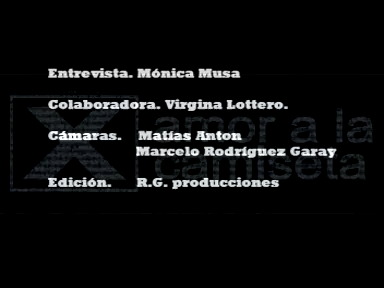 Entrevista. Mónica Musa
Colaboradora. Virgina Lottero.
Cámaras. Matías Anton
Marcelo Rodríguez Garay
Edición. R.G. producciones
X amor a la
camiseta